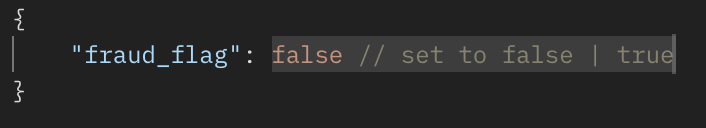 {
"fraud_flag": false // set to false | true
}